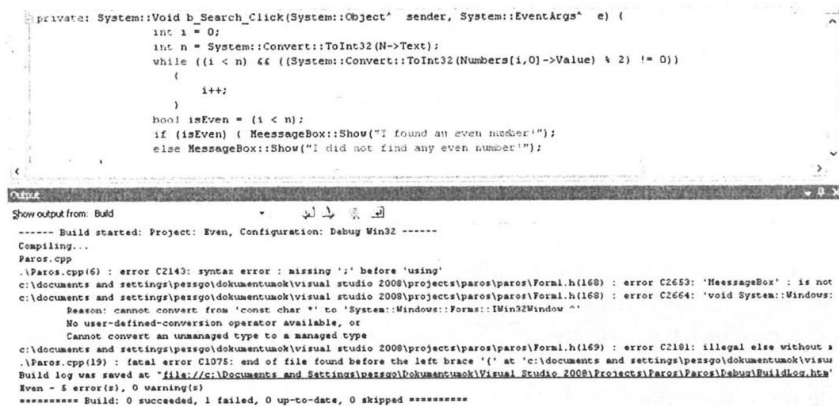 private: System::Void b_Search_Click(System::Object^ sender, System::EventArgs^ e) {
int i = 0;
int n = System::Convert::ToInt32(N->Text);
while ((i < n) && ((System::Convert::ToInt32(Numbers[i,0]->Value) % 2) != 0))
{
i++;
}
bool isEven = (i < n);
if (isEven) { MeessageBox::Show("I found an even number!");
else MessageBox::Show("I did not find any even number!");
Output
Show output from: Build
------ Build started: Project: Even, Configuration: Debug Win32 ------
Compiling...
Paros.cpp
.\Paros.cpp(6) : error C2143: syntax error : missing ';' before 'using'
c:\documents and settings\pezsgo\dokumentumok\visual studio 2008\projects\paros\paros\Form1.h(168) : error C2653: 'MeessageBox' : is not
c:\documents and settings\pezsgo\dokumentumok\visual studio 2008\projects\paros\paros\Form1.h(168) : error C2664: 'void System::Windows:
Reason: cannot convert from 'const char *' to 'System::Windows::Forms::IWin32Window ^'
No user-defined-conversion operator available, or
Cannot convert an unmanaged type to a managed type
c:\documents and settings\pezsgo\dokumentumok\visual studio 2008\projects\paros\paros\Form1.h(169) : error C2181: illegal else without a
.\Paros.cpp(19) : fatal error C1075: end of file found before the left brace '{' at 'c:\documents and settings\pezsgo\dokumentumok\visu
Build log was saved at "file://c:\Documents and Settings\pezsgo\Dokumentumok\Visual Studio 2008\Projects\Paros\Paros\Debug\BuildLog.htm"
Even - 5 error(s), 0 warning(s)
========== Build: 0 succeeded, 1 failed, 0 up-to-date, 0 skipped ==========